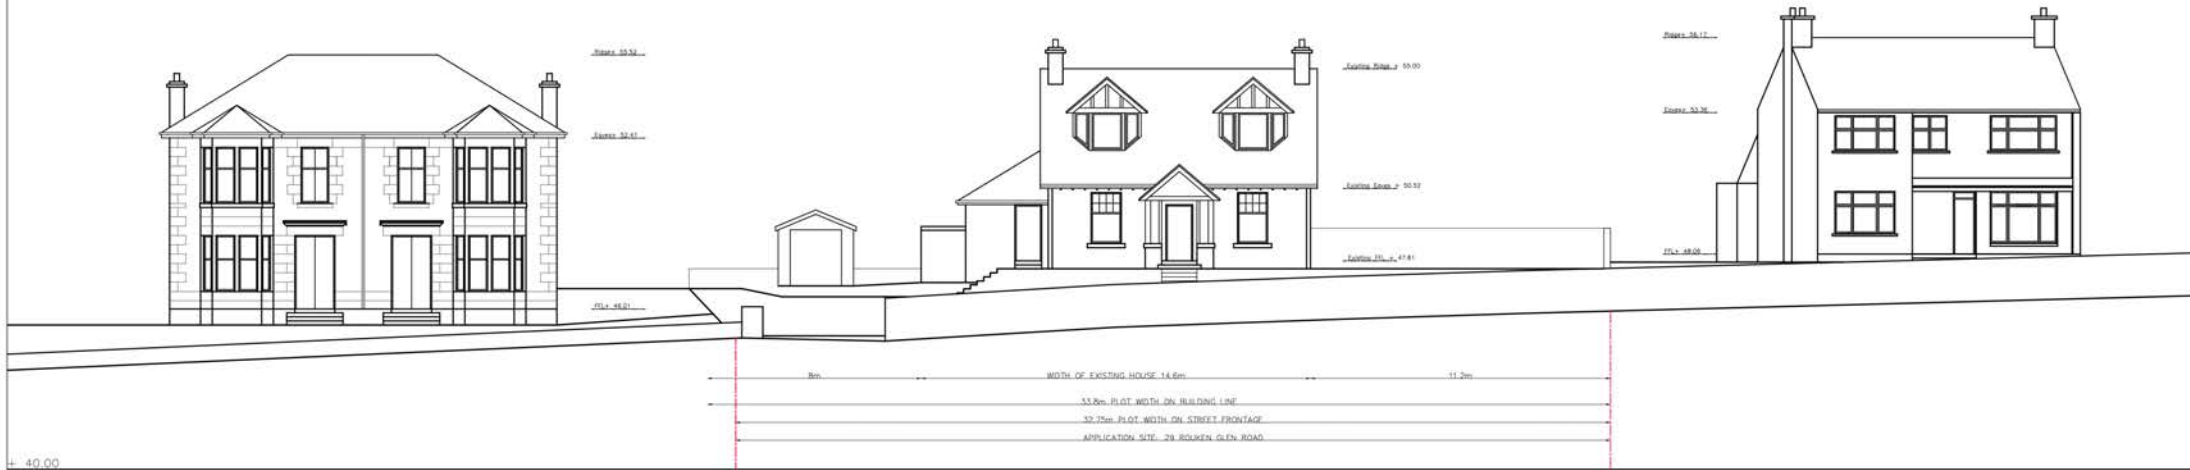 Ridge+ 55.52
Eaves+ 52.61
FFL+ 46.01
Existing Ridge + 55.00
Existing Eaves + 50.52
Existing FFL + 47.61
Ridge+ 56.17
Eaves+ 53.36
FFL+ 48.06
8m
WIDTH OF EXISTING HOUSE 14.6m
11.2m
33.8m PLOT WIDTH ON BUILDING LINE
32.75m PLOT WIDTH ON STREET FRONTAGE
APPLICATION SITE: 29 ROUKEN GLEN ROAD
+ 40.00